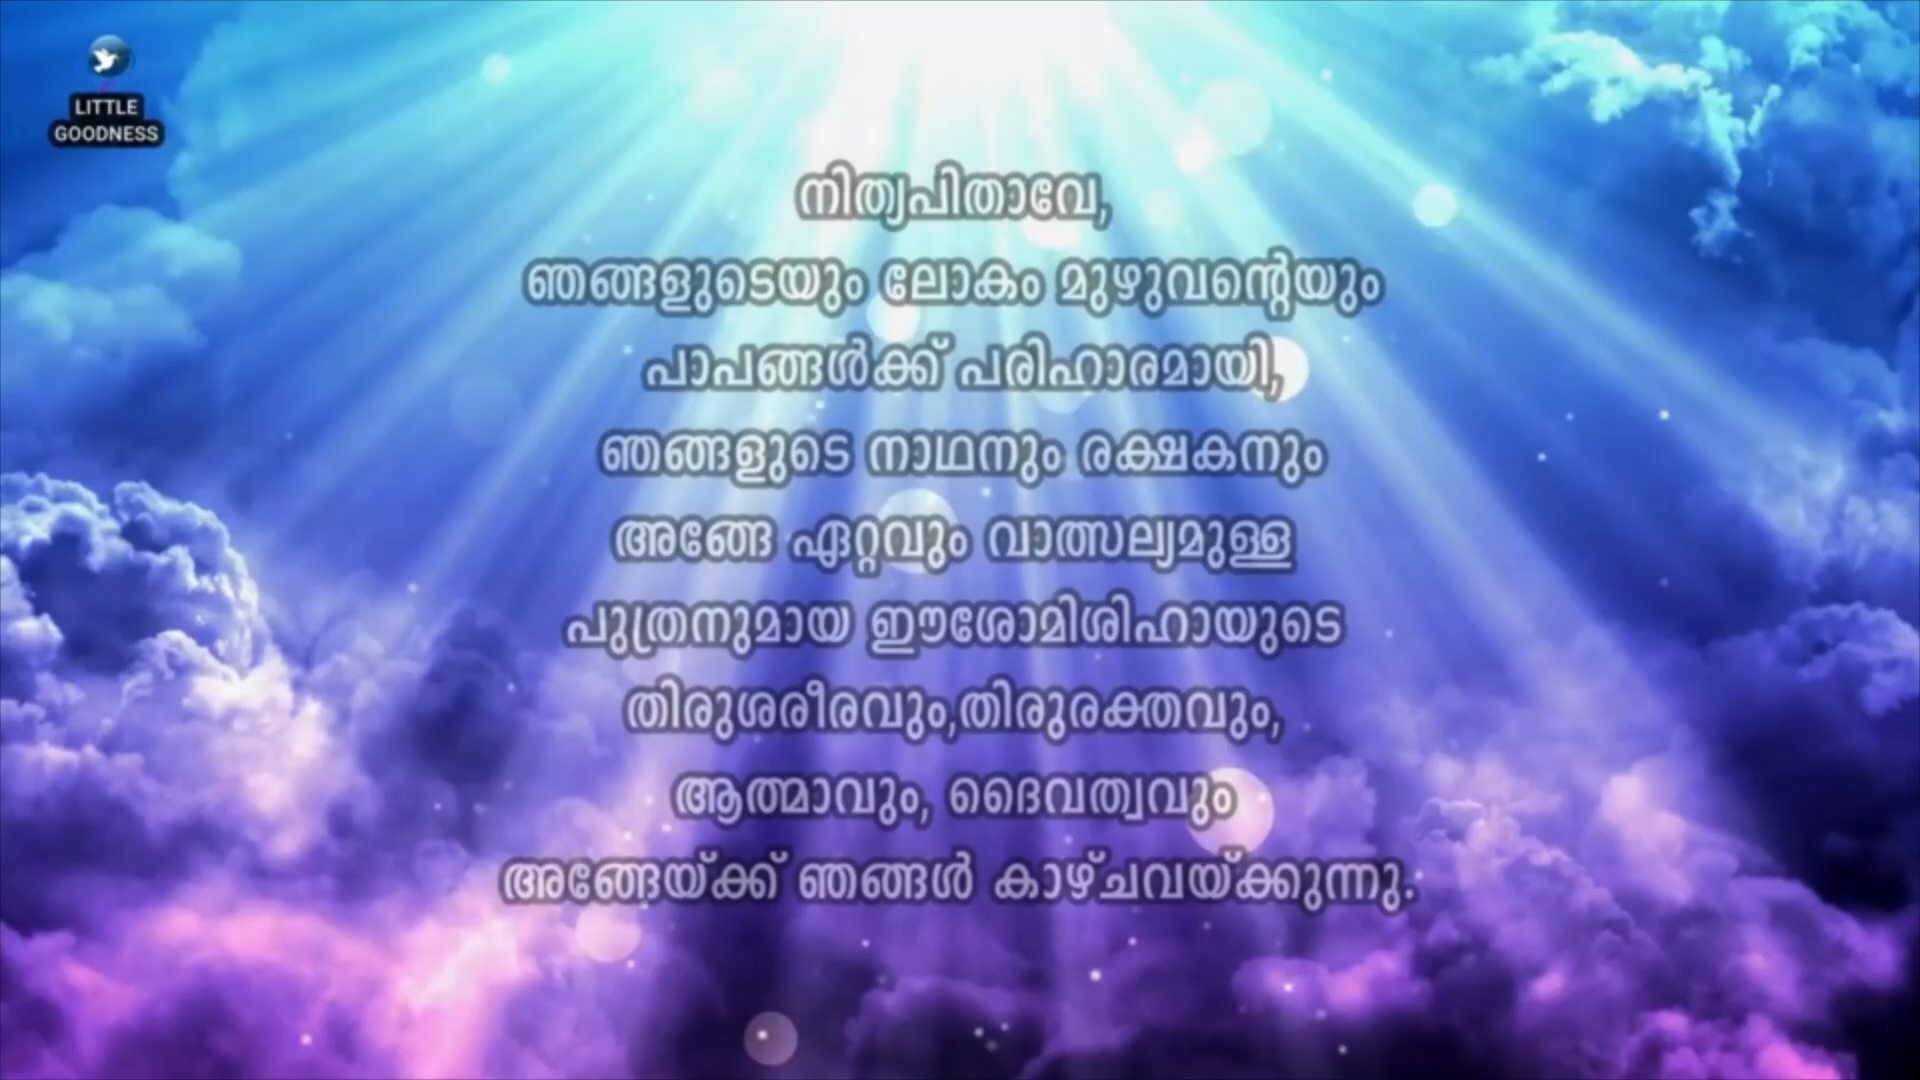 LITTLE
GOODNESS
നിത്യപിതാവേ,
ഞങ്ങളുടെയും ലോകം മുഴുവന്റെയും
പാപങ്ങൾക്ക് പരിഹാരമായി,
ഞങ്ങളുടെ നാഥനും രക്ഷകനും
അങ്ങേ ഏറ്റവും വാത്സല്യമുള്ള
പുത്രനുമായ ഈശോമിശിഹായുടെ
തിരുശരീരവും,തിരുരക്തവും,
ആത്മാവും, ദൈവത്വവും
അങ്ങേയ്ക്ക് ഞങ്ങൾ കാഴ്ചവയ്ക്കുന്നു.